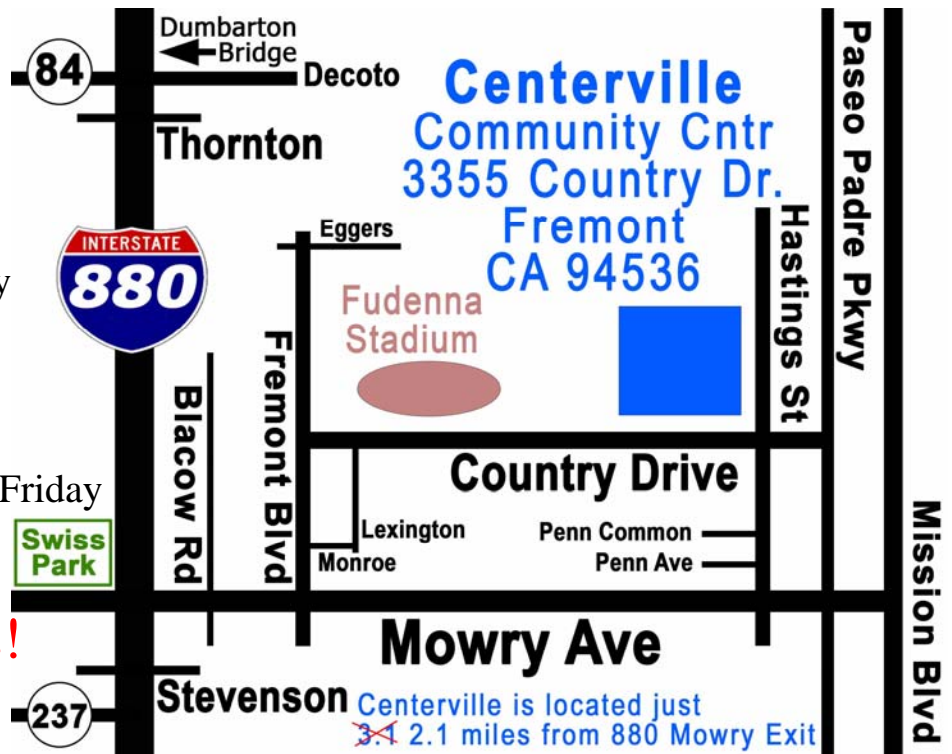 Dumbarton
Bridge
84
Decoto
Thornton
Centerville
Community Cntr
3355 Country Dr.
Fremont
CA 94536
Paseo Padre Pkwy
Hastings St
Eggers
INTERSTATE
880
y
Fudenna
Stadium
Fremont Blvd
Blacow Rd
Country Drive
Friday
Swiss
Park
Lexington
Monroe
Penn Common
Penn Ave
Mission Blvd
!
Mowry Ave
Stevenson
237
Centerville is located just
3.1 2.1 miles from 880 Mowry Exit